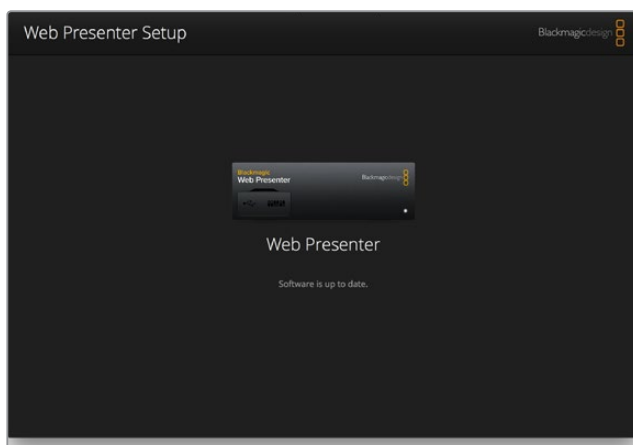 Web Presenter Setup
Blackmagicdesign
Blackmagic
Web Presenter
Blackmagicdesign
Web Presenter
Software is up to date.